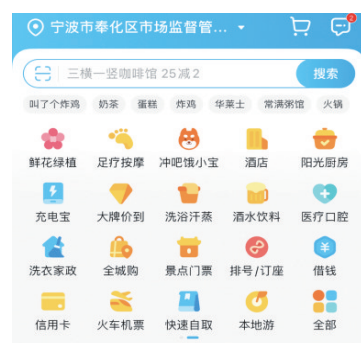 宁波市奉化区市场监督管...
三横一竖咖啡馆 25减2
搜索
叫了个炸鸡 奶茶 蛋糕 炸鸡 华莱士 常满粥馆 火锅
鲜花绿植 足疗按摩 冲吧饿小宝 酒店 阳光厨房
充电宝 大牌价到 洗浴汗蒸 酒水饮料 医疗口腔
洗衣家政 全城购 景点门票 排号/订座 借钱
信用卡 火车机票 快速自取 本地游 全部